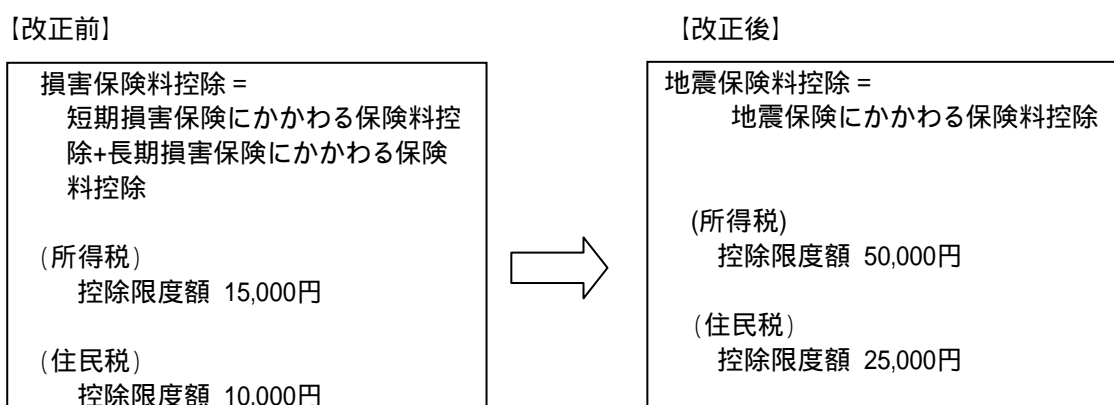 【改正前】
損害保険料控除 =
短期損害保険にかかわる保険料控
除+長期損害保険にかかわる保険
料控除
(所得税)
控除限度額 15,000円
(住民税)
控除限度額 10,000円
【改正後】
地震保険料控除 =
地震保険にかかわる保険料控除
(所得税)
控除限度額 50,000円
(住民税)
控除限度額 25,000円